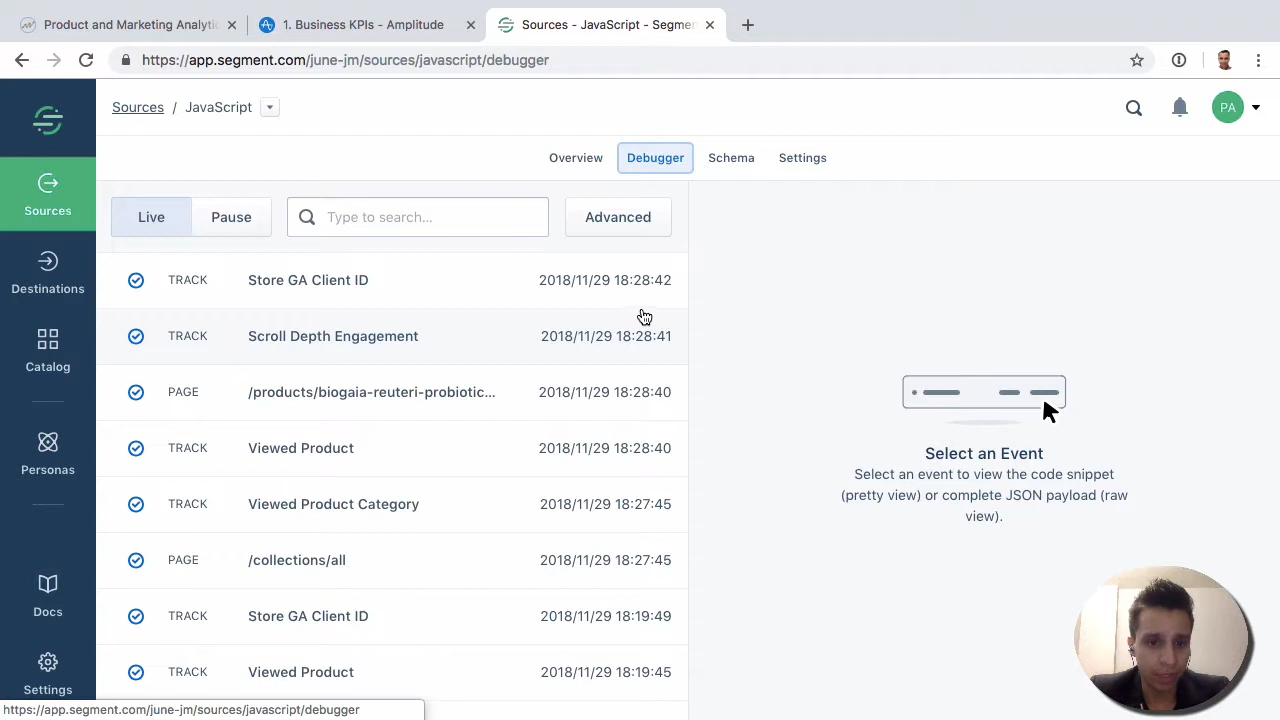 Product and Marketing Analytic
1. Business KPIs - Amplitude
Sources - JavaScript - Segmen
https://app.segment.com/june-jm/sources/javascript/debugger
Sources / JavaScript
PA
Overview
Debugger
Schema
Settings
Sources
Destinations
Catalog
Personas
Docs
Settings
Live
Pause
Type to search...
Advanced
TRACK Store GA Client ID 2018/11/29 18:28:42
TRACK Scroll Depth Engagement 2018/11/29 18:28:41
PAGE /products/biogaia-reuteri-probiotic... 2018/11/29 18:28:40
TRACK Viewed Product 2018/11/29 18:28:40
TRACK Viewed Product Category 2018/11/29 18:27:45
PAGE /collections/all 2018/11/29 18:27:45
TRACK Store GA Client ID 2018/11/29 18:19:49
TRACK Viewed Product 2018/11/29 18:19:45
Select an Event
Select an event to view the code snippet
(pretty view) or complete JSON payload (raw
view).
https://app.segment.com/june-jm/sources/javascript/debugger